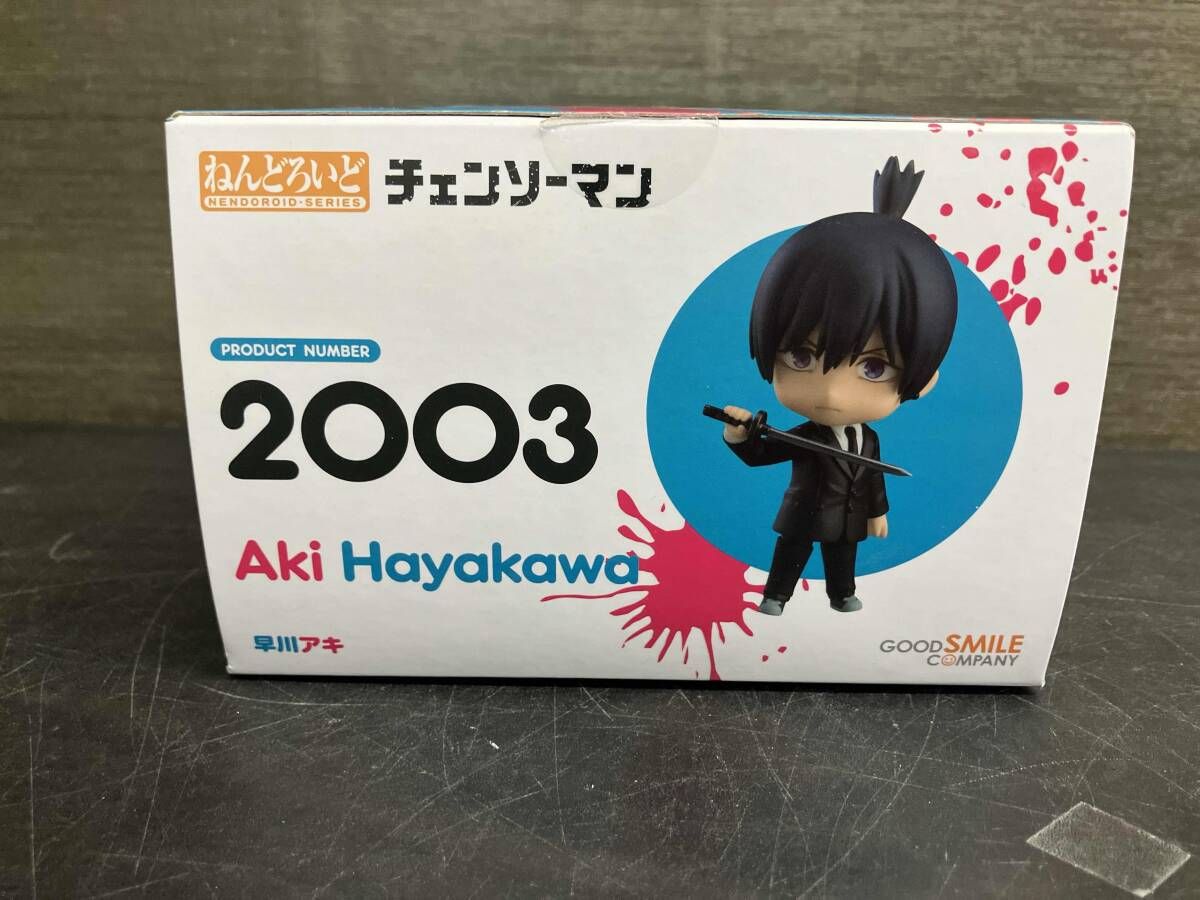 ねんどろいど
NENDOROID·SERIES
チェンソーマン
PRODUCT NUMBER
2003
Aki Hayakawa
早川アキ
GOOD SMILE
COMPANY